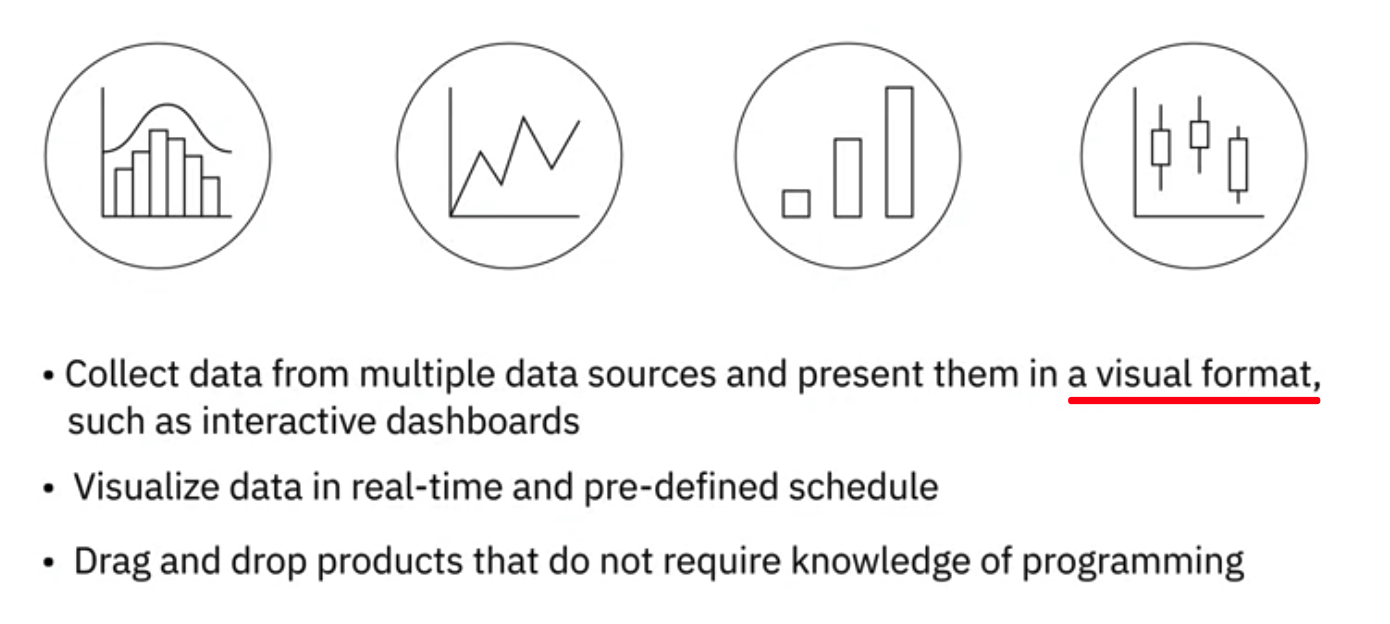 • Collect data from multiple data sources and present them in a visual format,
such as interactive dashboards
• Visualize data in real-time and pre-defined schedule
• Drag and drop products that do not require knowledge of programming